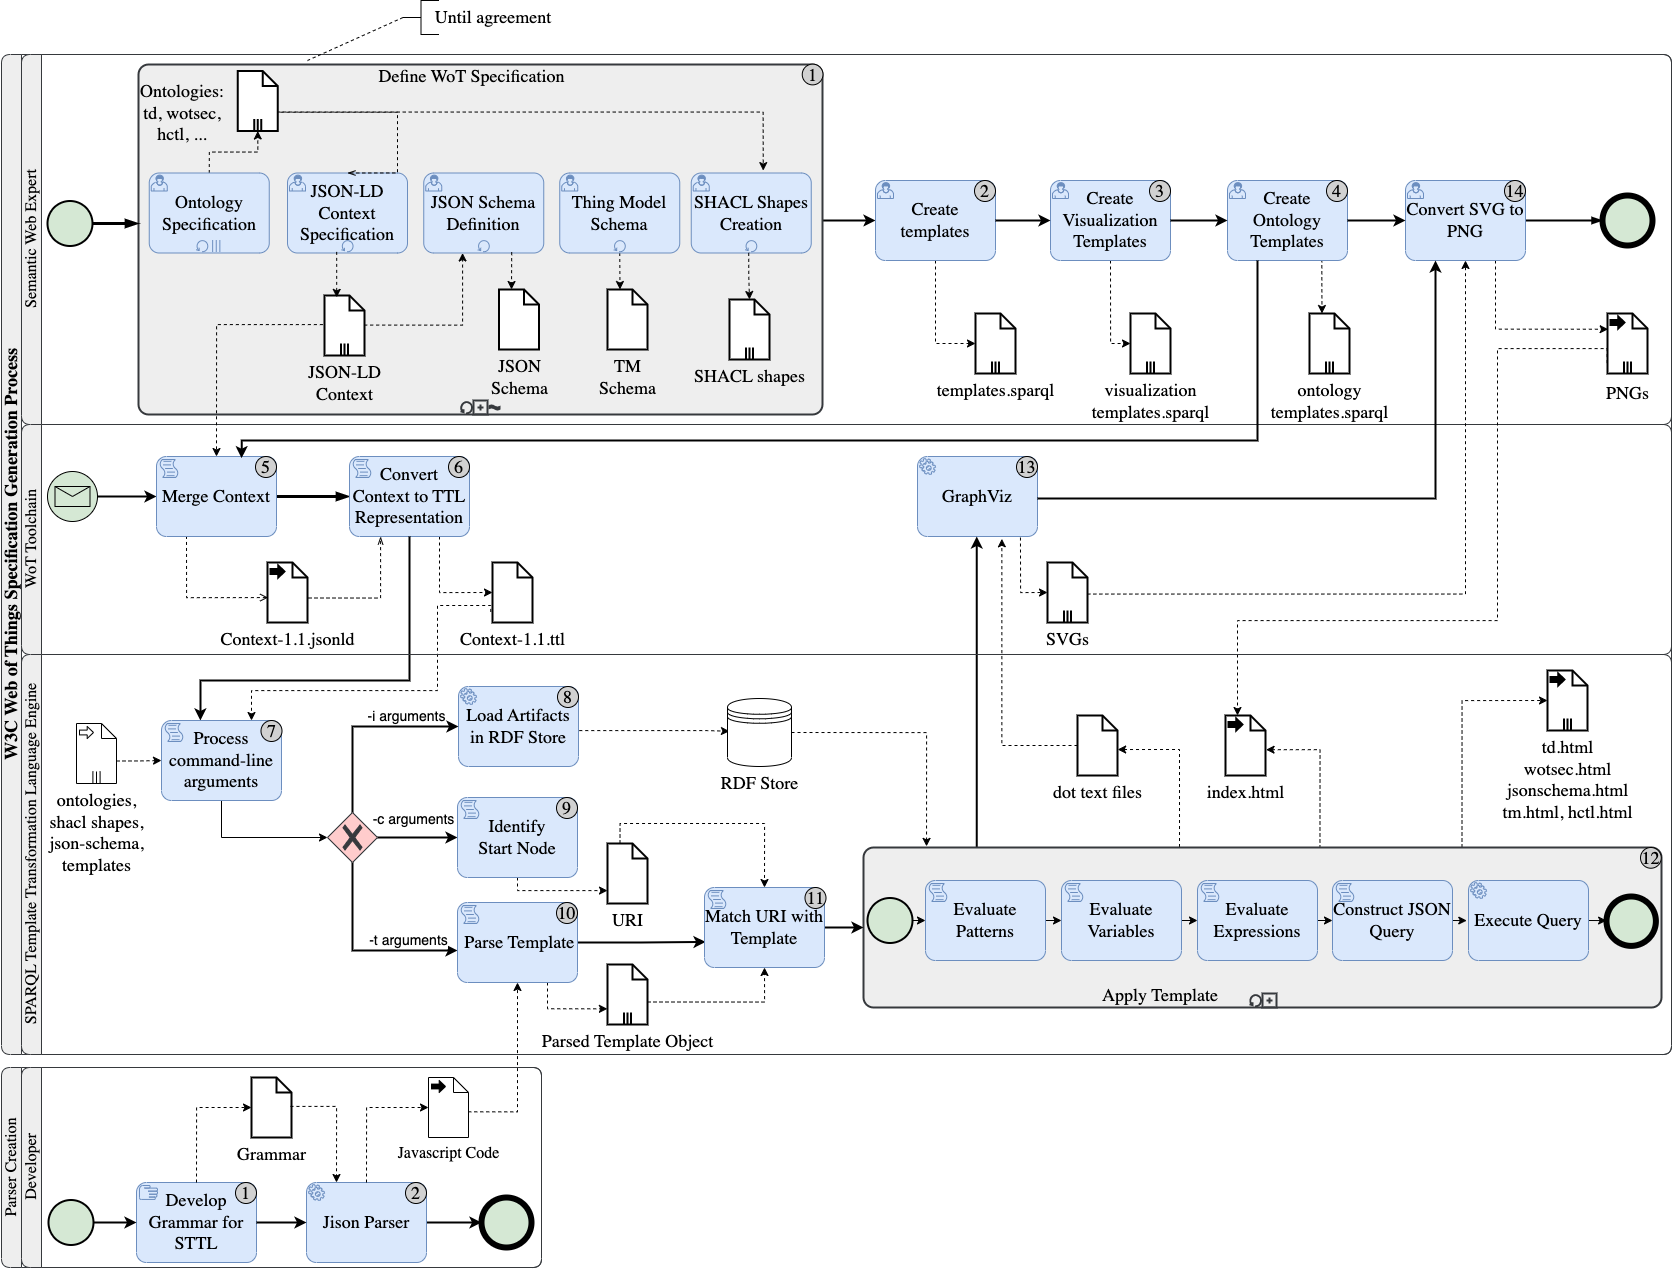 Until agreement
W3C Web of Things Specification Generation Process
Semantic Web Expert
Define WoT Specification
1
Ontologies:
td, wotsec,
hctl, ...
Ontology
Specification
JSON-LD
Context
Specification
JSON Schema
Definition
Thing Model
Schema
SHACL Shapes
Creation
JSON-LD
Context
JSON
Schema
TM
Schema
SHACL shapes
2
Create
templates
3
Create
Visualization
Templates
4
Create
Ontology
Templates
14
Convert SVG to
PNG
templates.sparql
visualization
templates.sparql
ontology
templates.sparql
PNGs
WoT Toolchain
5
Merge Context
6
Convert
Context to TTL
Representation
13
GraphViz
Context-1.1.jsonld
Context-1.1.ttl
SVGs
SPARQL Template Transformation Language Engine
ontologies,
shacl shapes,
json-schema,
templates
7
Process
command-line
arguments
-i arguments
-c arguments
-t arguments
8
Load Artifacts
in RDF Store
9
Identify
Start Node
10
Parse Template
RDF Store
URI
Parsed Template Object
11
Match URI with
Template
dot text files
index.html
td.html
wotsec.html
jsonschema.html
tm.html, hctl.html
12
Evaluate
Patterns
Evaluate
Variables
Evaluate
Expressions
Construct JSON
Query
Execute Query
Apply Template
Parser Creation
Developer
Grammar
Javascript Code
1
Develop
Grammar for
STTL
2
Jison Parser